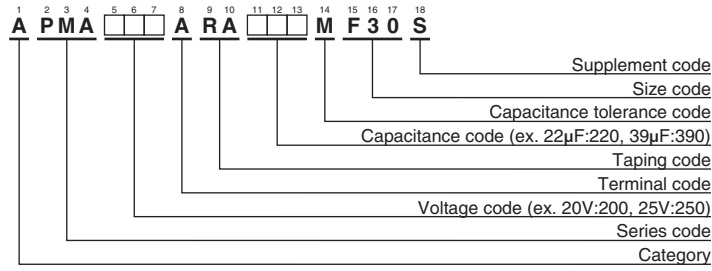 1 2 3 4 5 6 7 8 9 10 11 12 13 14 15 16 17 18
A PMA A RA M F30 S
Supplement code
Size code
Capacitance tolerance code
Capacitance code (ex. 22µF:220, 39µF:390)
Taping code
Terminal code
Voltage code (ex. 20V:200, 25V:250)
Series code
Category